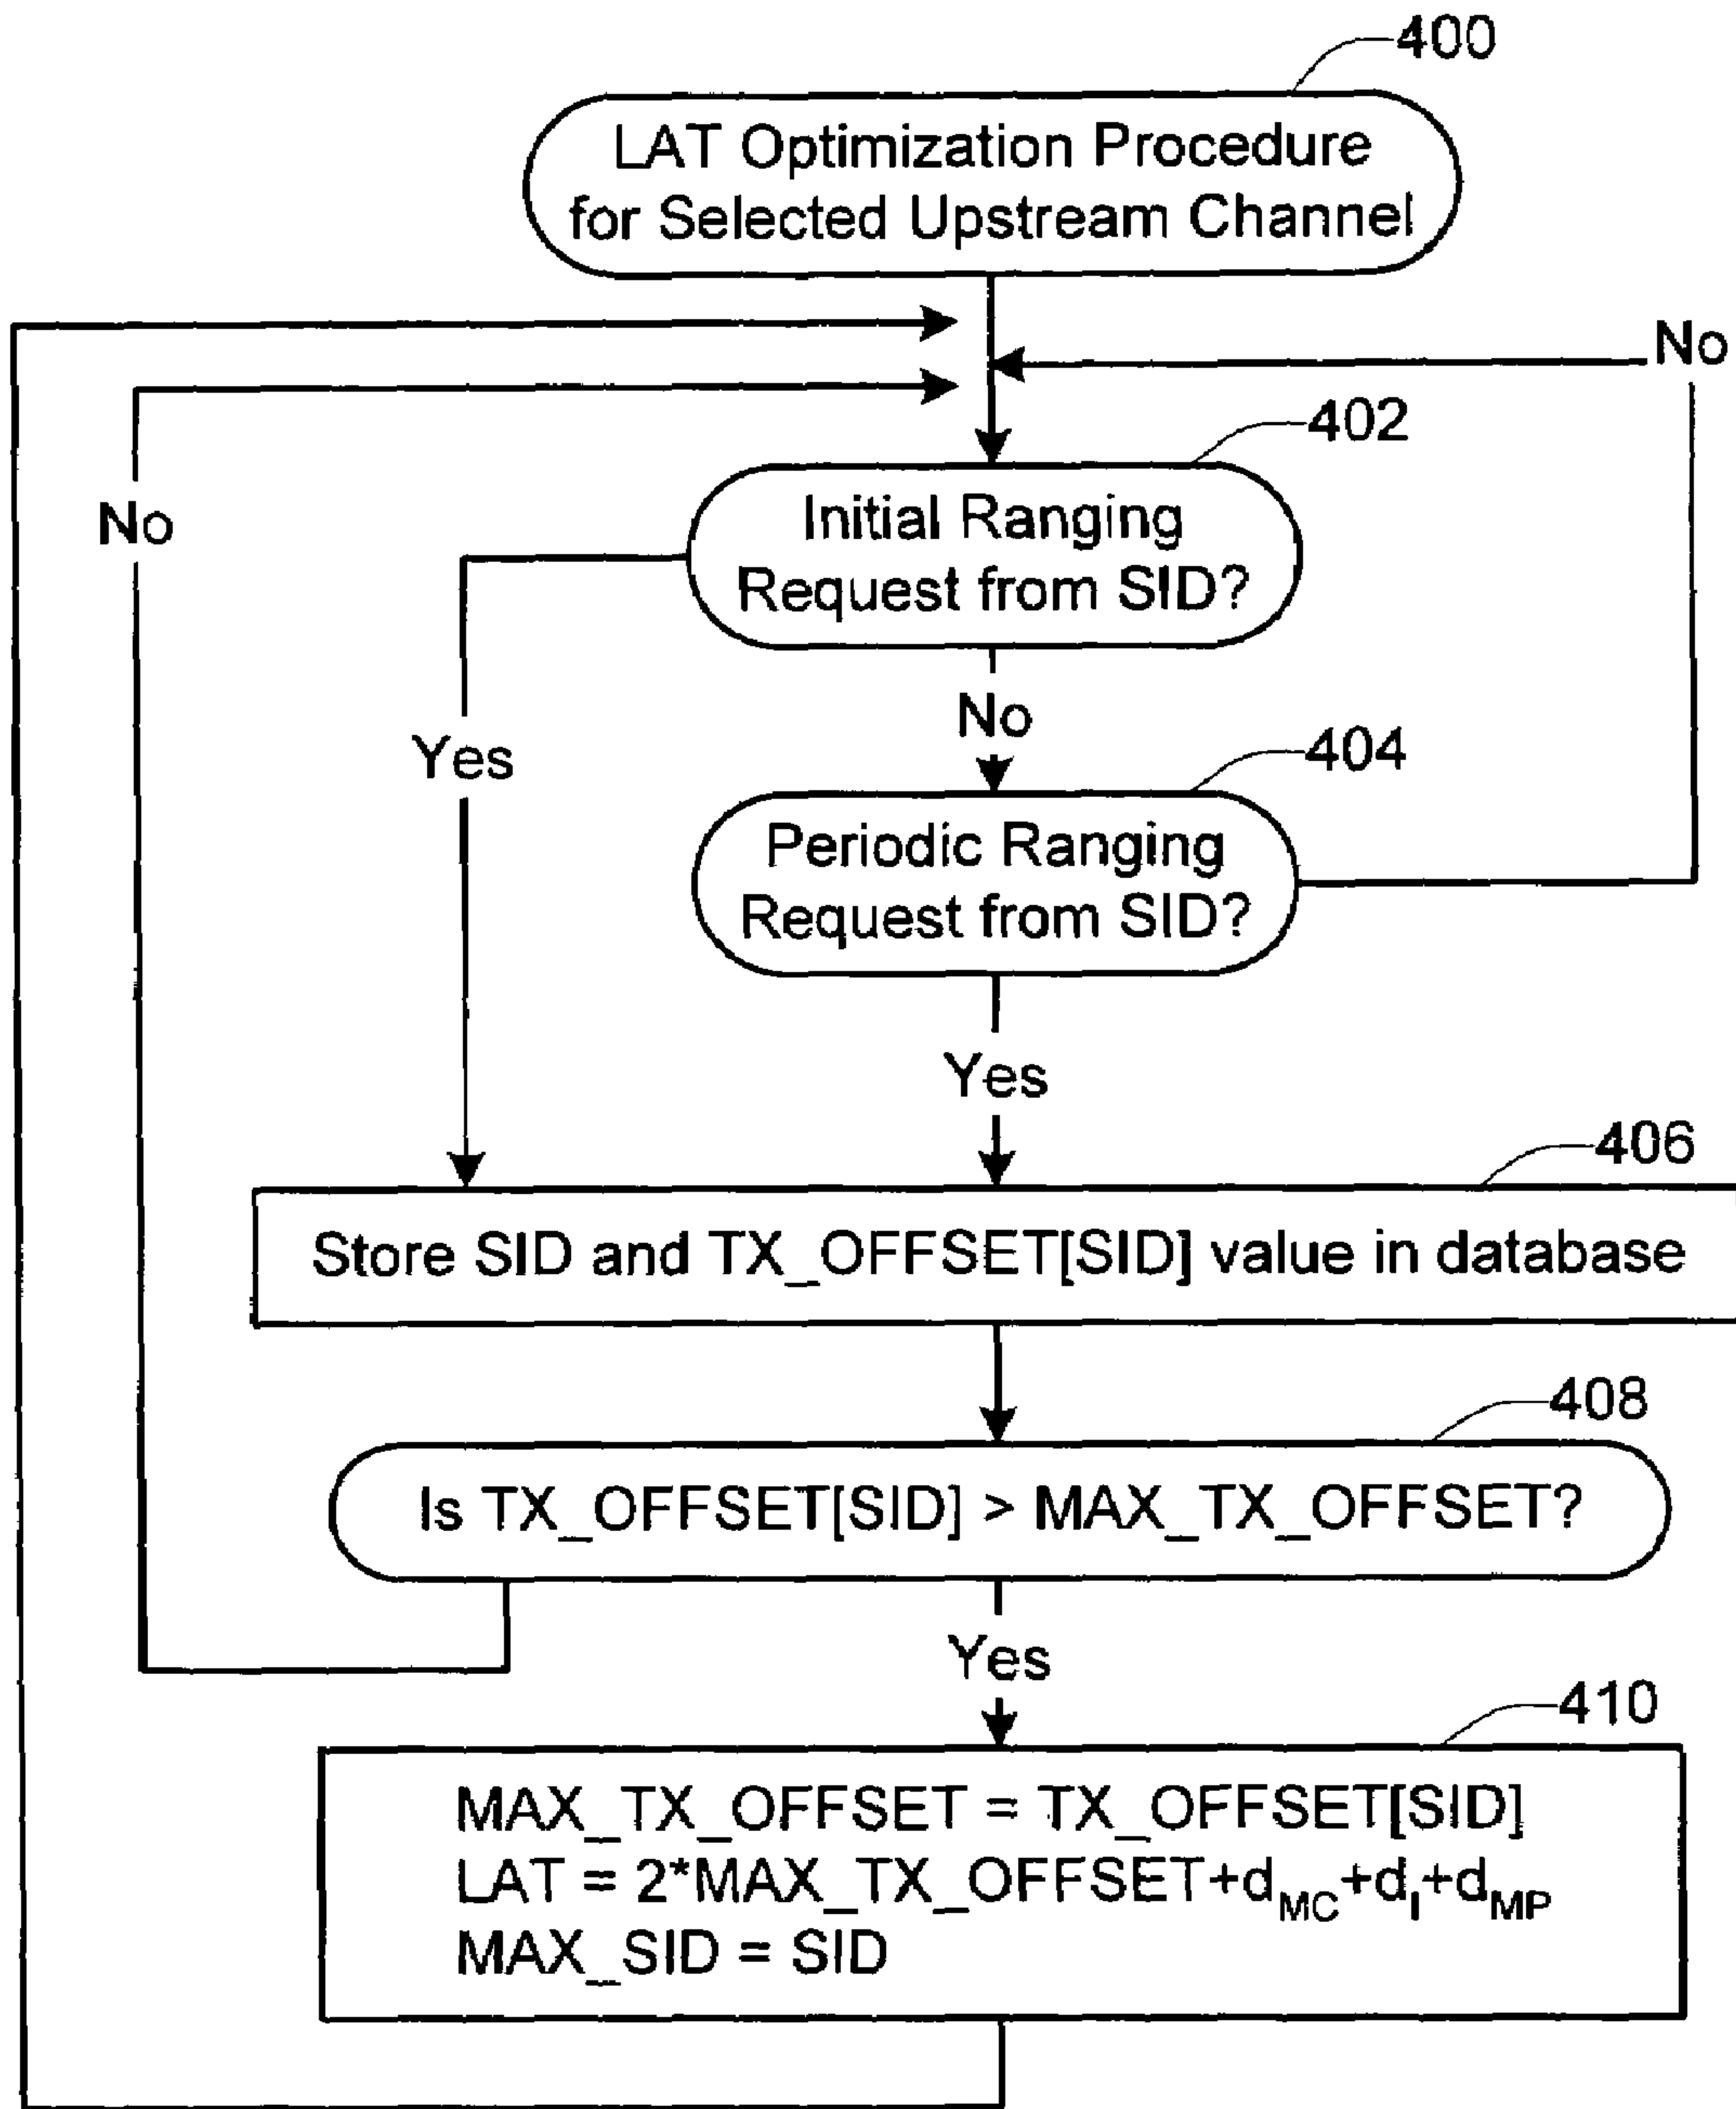 400
LAT Optimization Procedure
for Selected Upstream Channel
No
402
No
Initial Ranging
Request from SID?
Yes
No
404
Periodic Ranging
Request from SID?
Yes
406
Store SID and TX_OFFSET[SID] value in database
408
Is TX_OFFSET[SID] > MAX_TX_OFFSET?
Yes
410
MAX_TX_OFFSET = TX_OFFSET[SID]
LAT = 2*MAX_TX_OFFSET+dMC+dI+dMP
MAX_SID = SID